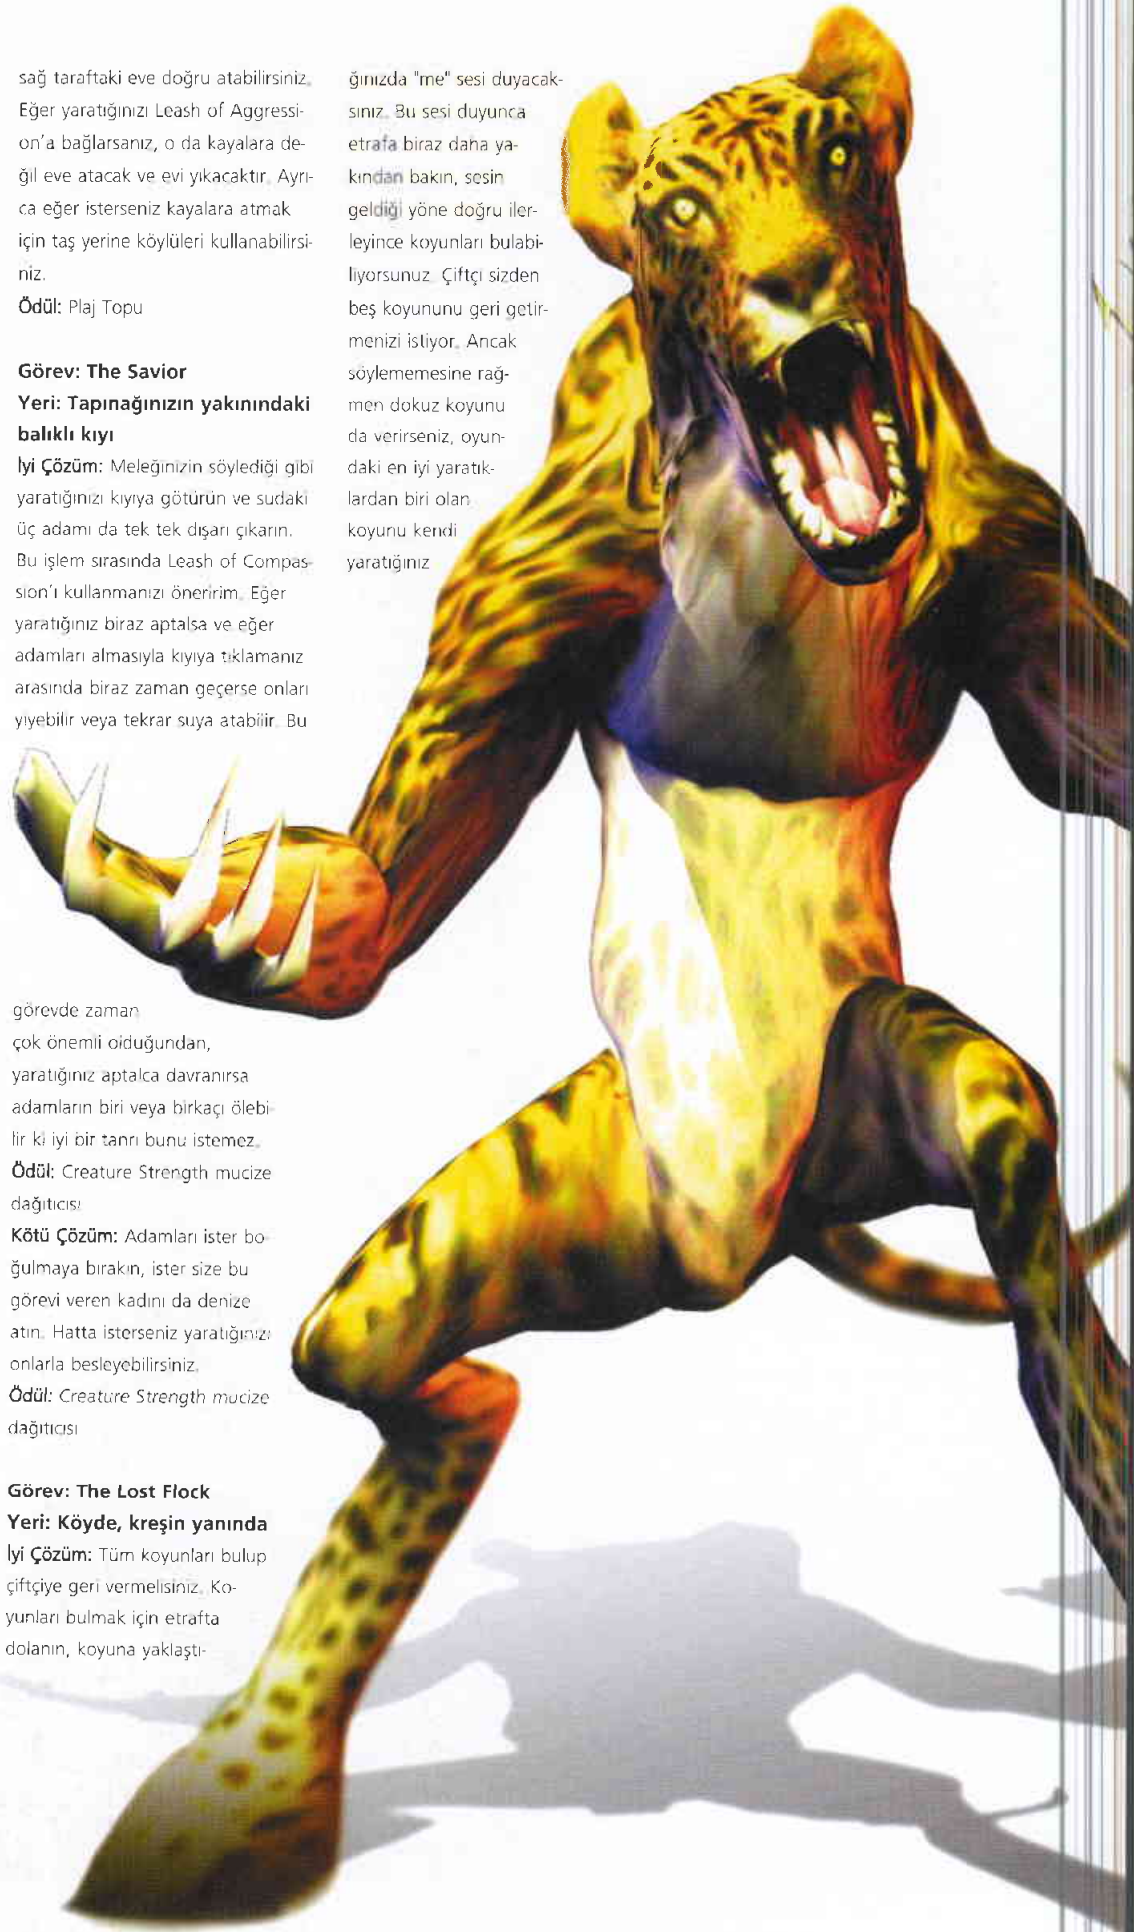 sağ taraftaki eve doğru atabilirsiniz.
Eğer yaratığınızı Leash of Aggressi-
on'a bağlarsanız, o da kayalara de-
ğil eve atacak ve evi yıkacaktır. Ayrı-
ca eğer isterseniz kayalara atmak
için taş yerine köylüleri kullanabilirsi-
niz.
Ödül: Plaj Topu
Görev: The Savior
Yeri: Tapınağınızın yakınındaki
balıklı kıyı
İyi Çözüm: Meleğinizin söylediği gibi
yaratığınızı kıyıya götürün ve sudaki
üç adamı da tek tek dışarı çıkarın.
Bu işlem sırasında Leash of Compas-
sion'ı kullanmanızı öneririm. Eğer
yaratığınız biraz aptalsa ve eğer
adamları almasıyla kıyıya tıklamanız
arasında biraz zaman geçerse onları
yiyebilir veya tekrar suya atabilir. Bu
görevde zaman
çok önemli olduğundan,
yaratığınız aptalca davranırsa
adamların biri veya birkaçı ölebi-
lir ki iyi bir tanrı bunu istemez.
Ödül: Creature Strength mucize
dağıtıcısı
Kötü Çözüm: Adamları ister bo-
ğulmaya bırakın, ister size bu
görevi veren kadını da denize
atın. Hatta isterseniz yaratığınızı
onlarla besleyebilirsiniz.
Ödül: Creature Strength mucize
dağıtıcısı
Görev: The Lost Flock
Yeri: Köyde, kreşin yanında
İyi Çözüm: Tüm koyunları bulup
çiftçiye geri vermelisiniz. Ko-
yunları bulmak için etrafta
dolanın, koyuna yaklaştı-
ğınızda "me" sesi duyacak-
sınız. Bu sesi duyunca
etrafa biraz daha ya-
kından bakın, sesin
geldiği yöne doğru iler-
leyince koyunları bulabi-
liyorsunuz. Çiftçi sizden
beş koyununu geri getir-
menizi istiyor. Ancak
söylememesine rağ-
men dokuz koyunu
da verirseniz, oyun-
daki en iyi yaratık-
lardan biri olan
koyunu kendi
yaratığınız